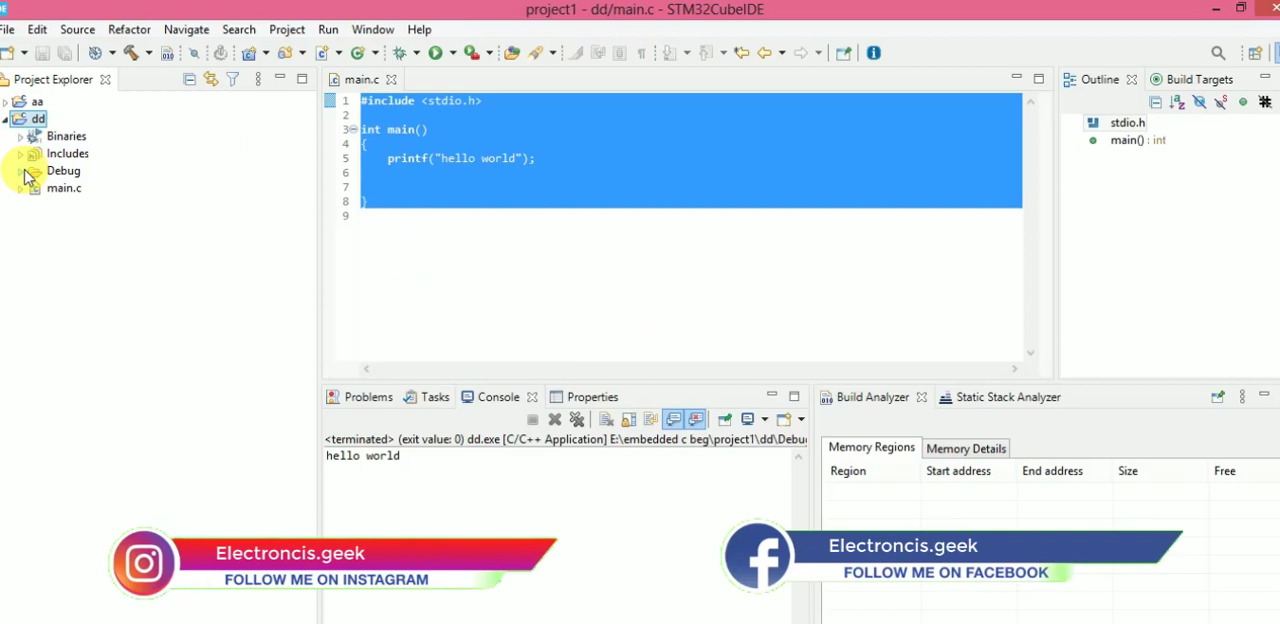 project1 - dd/main.c - STM32CubeIDE
File Edit Source Refactor Navigate Search Project Run Window Help
Project Explorer
main.c
Outline
Build Targets
aa
dd
Binaries
Includes
Debug
main.c
1 #include <stdio.h>
2
3 int main()
4 {
5 printf("hello world");
6
7
8 }
9
stdio.h
main() : int
Problems Tasks Console Properties
<terminated> (exit value: 0) dd.exe [C/C++ Application] E:\embedded c beg\project1\dd\Debu
hello world
Build Analyzer Static Stack Analyzer
Memory Regions Memory Details
Region Start address End address Size Free
Electroncis.geek
FOLLOW ME ON INSTAGRAM
Electroncis.geek
FOLLOW ME ON FACEBOOK